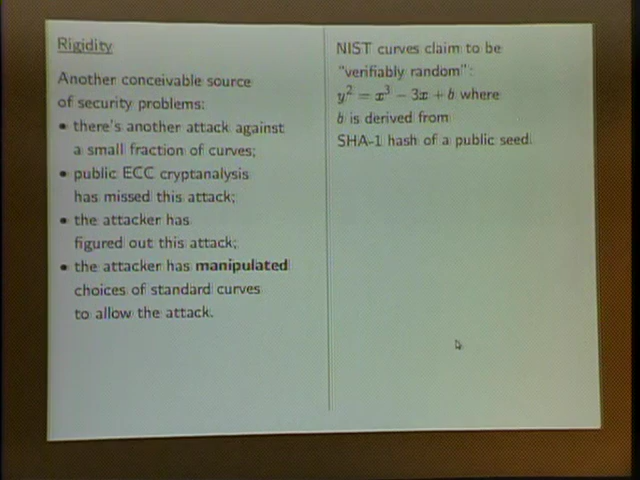 Rigidity
Another conceivable source
of security problems:
• there's another attack against
a small fraction of curves;
• public ECC cryptanalysis
has missed this attack;
• the attacker has
figured out this attack;
• the attacker has manipulated
choices of standard curves
to allow the attack.
NIST curves claim to be
"verifiably random":
y² = x³ − 3x + b where
b is derived from
SHA-1 hash of a public seed.